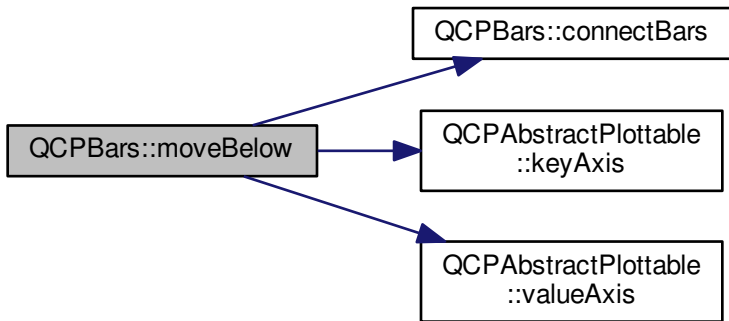 QCPBars::connectBars
QCPBars::moveBelow
QCPAbstractPlottable
::keyAxis
QCPAbstractPlottable
::valueAxis